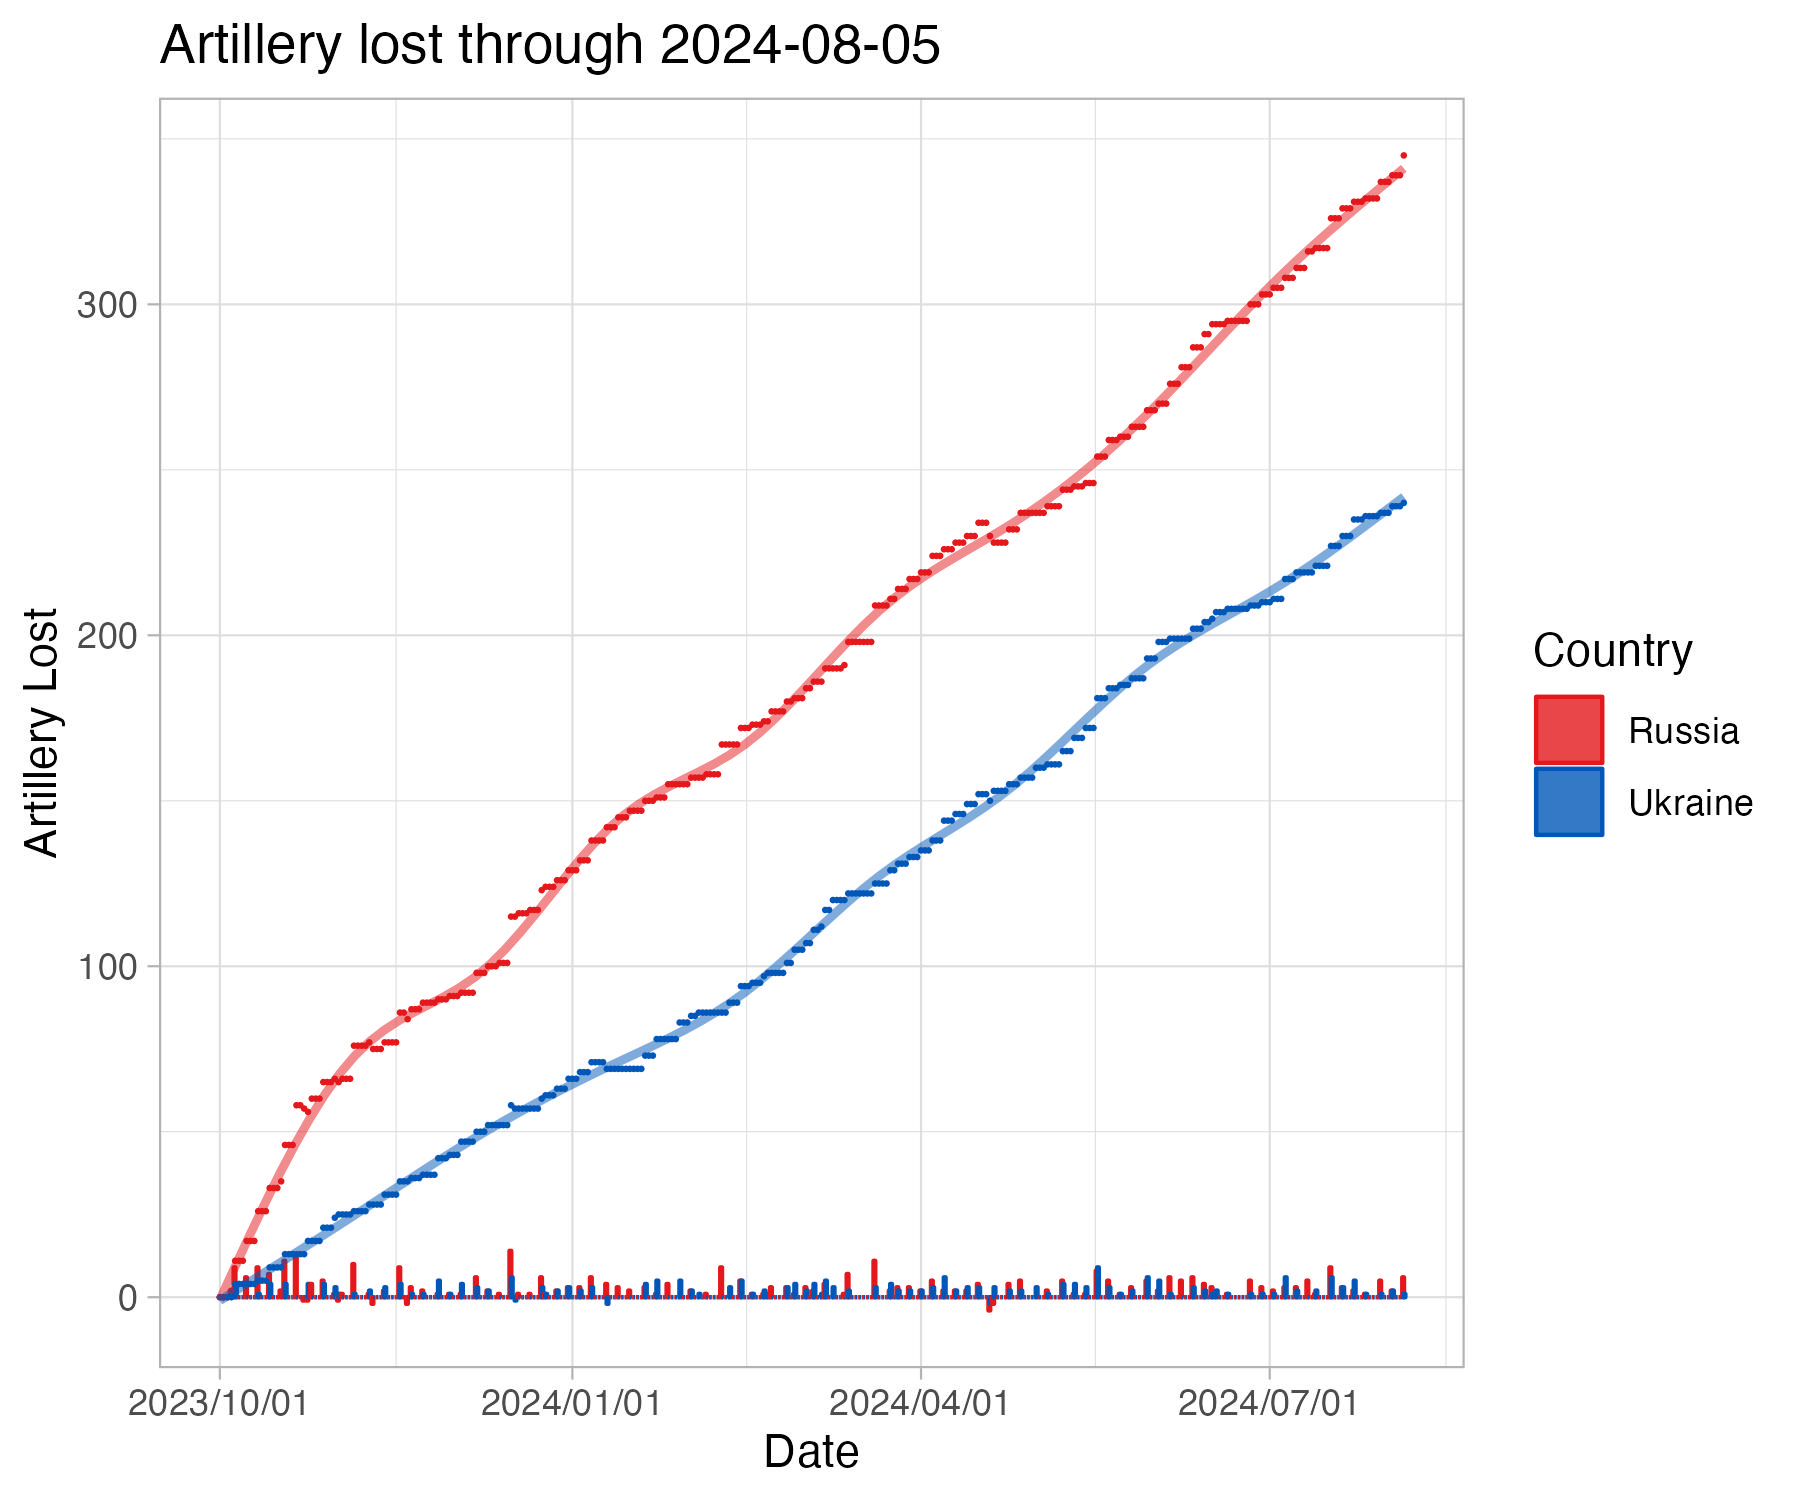 Artillery lost through 2024-08-05
Artillery Lost
300
200
100
0
2023/10/01
2024/01/01
2024/04/01
2024/07/01
Date
Country
Russia
Ukraine